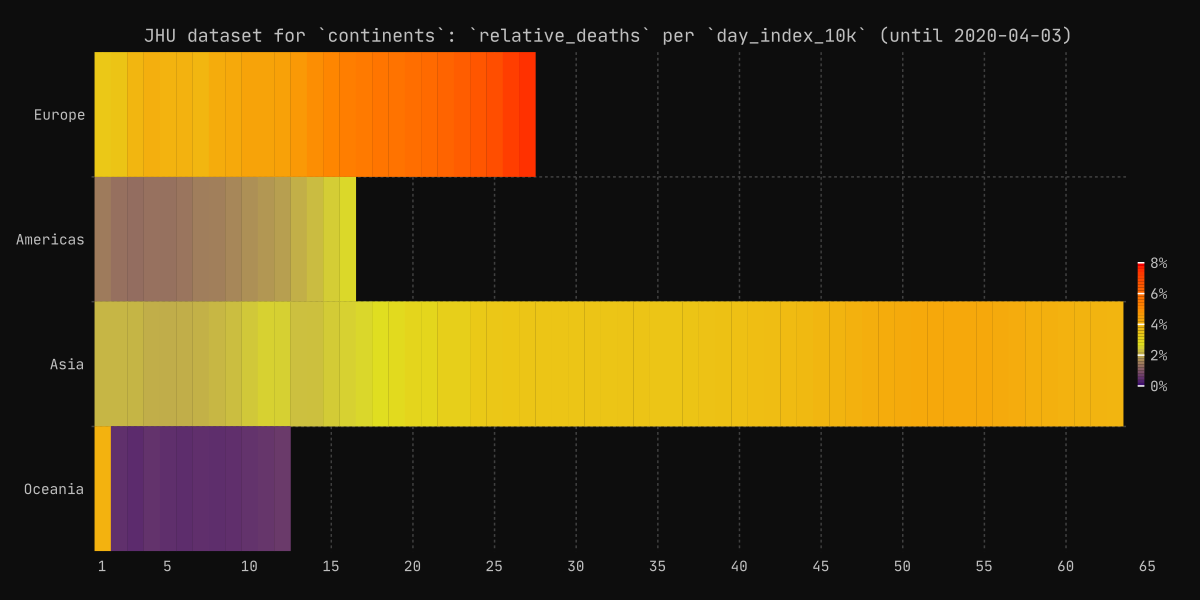 JHU dataset for `continents`: `relative_deaths` per `day_index_10k` (until 2020-04-03)
Europe
Americas
Asia
Oceania
8%
6%
4%
2%
0%
1 5 10 15 20 25 30 35 40 45 50 55 60 65